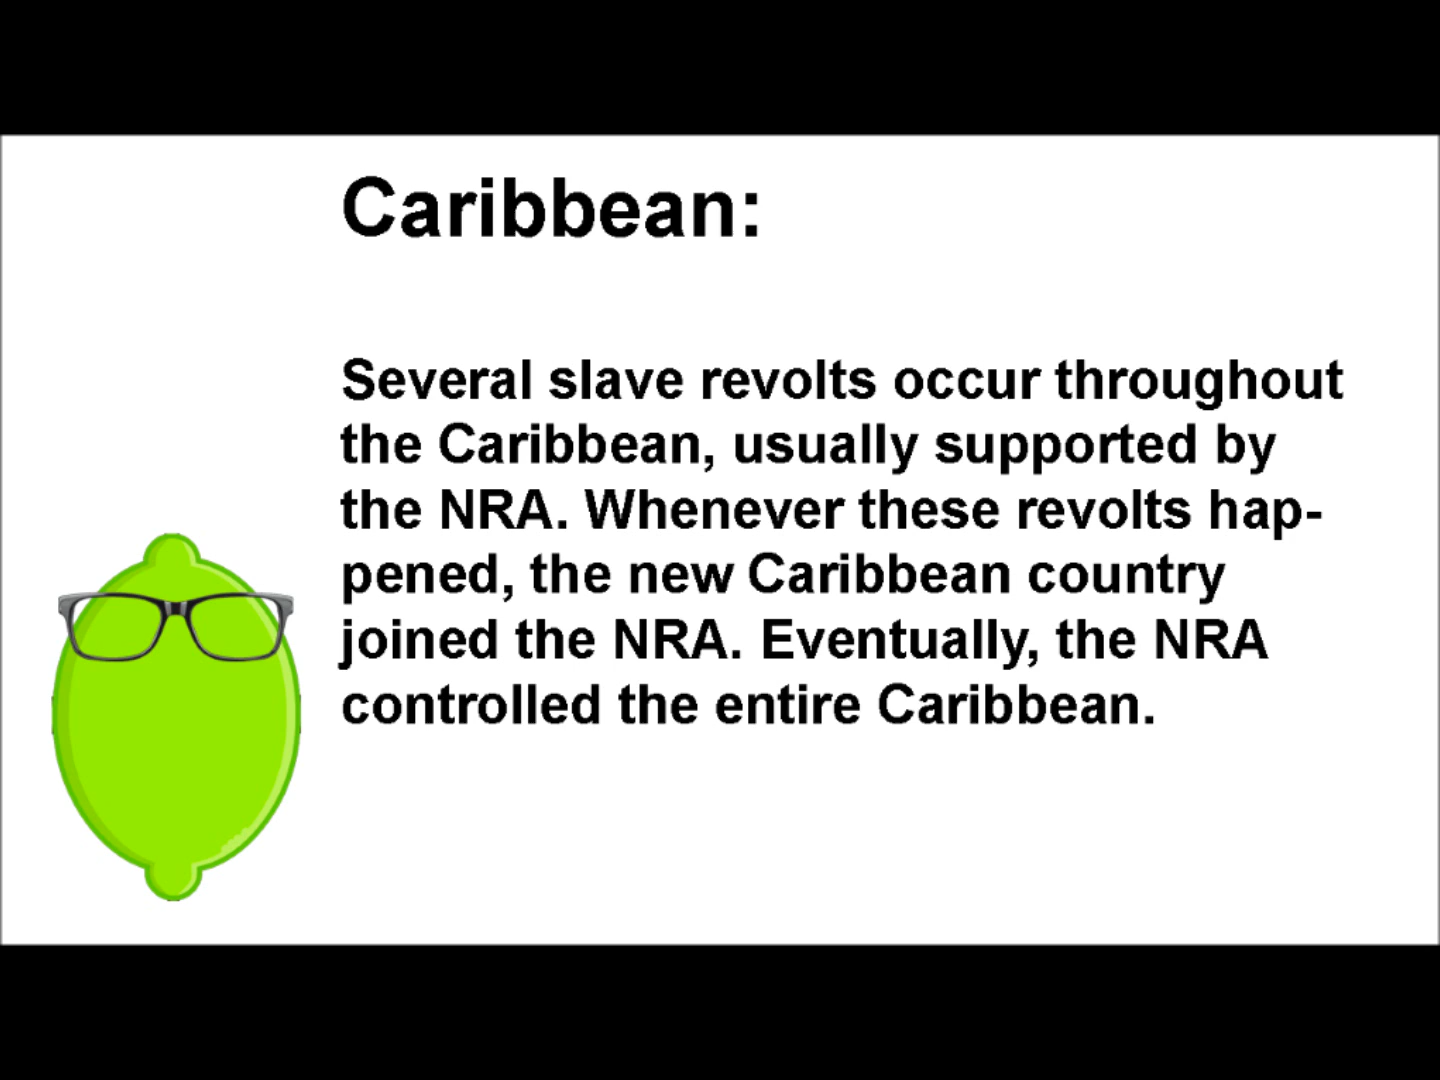 Caribbean:
Several slave revolts occur throughout
the Caribbean, usually supported by
the NRA. Whenever these revolts hap-
pened, the new Caribbean country
joined the NRA. Eventually, the NRA
controlled the entire Caribbean.